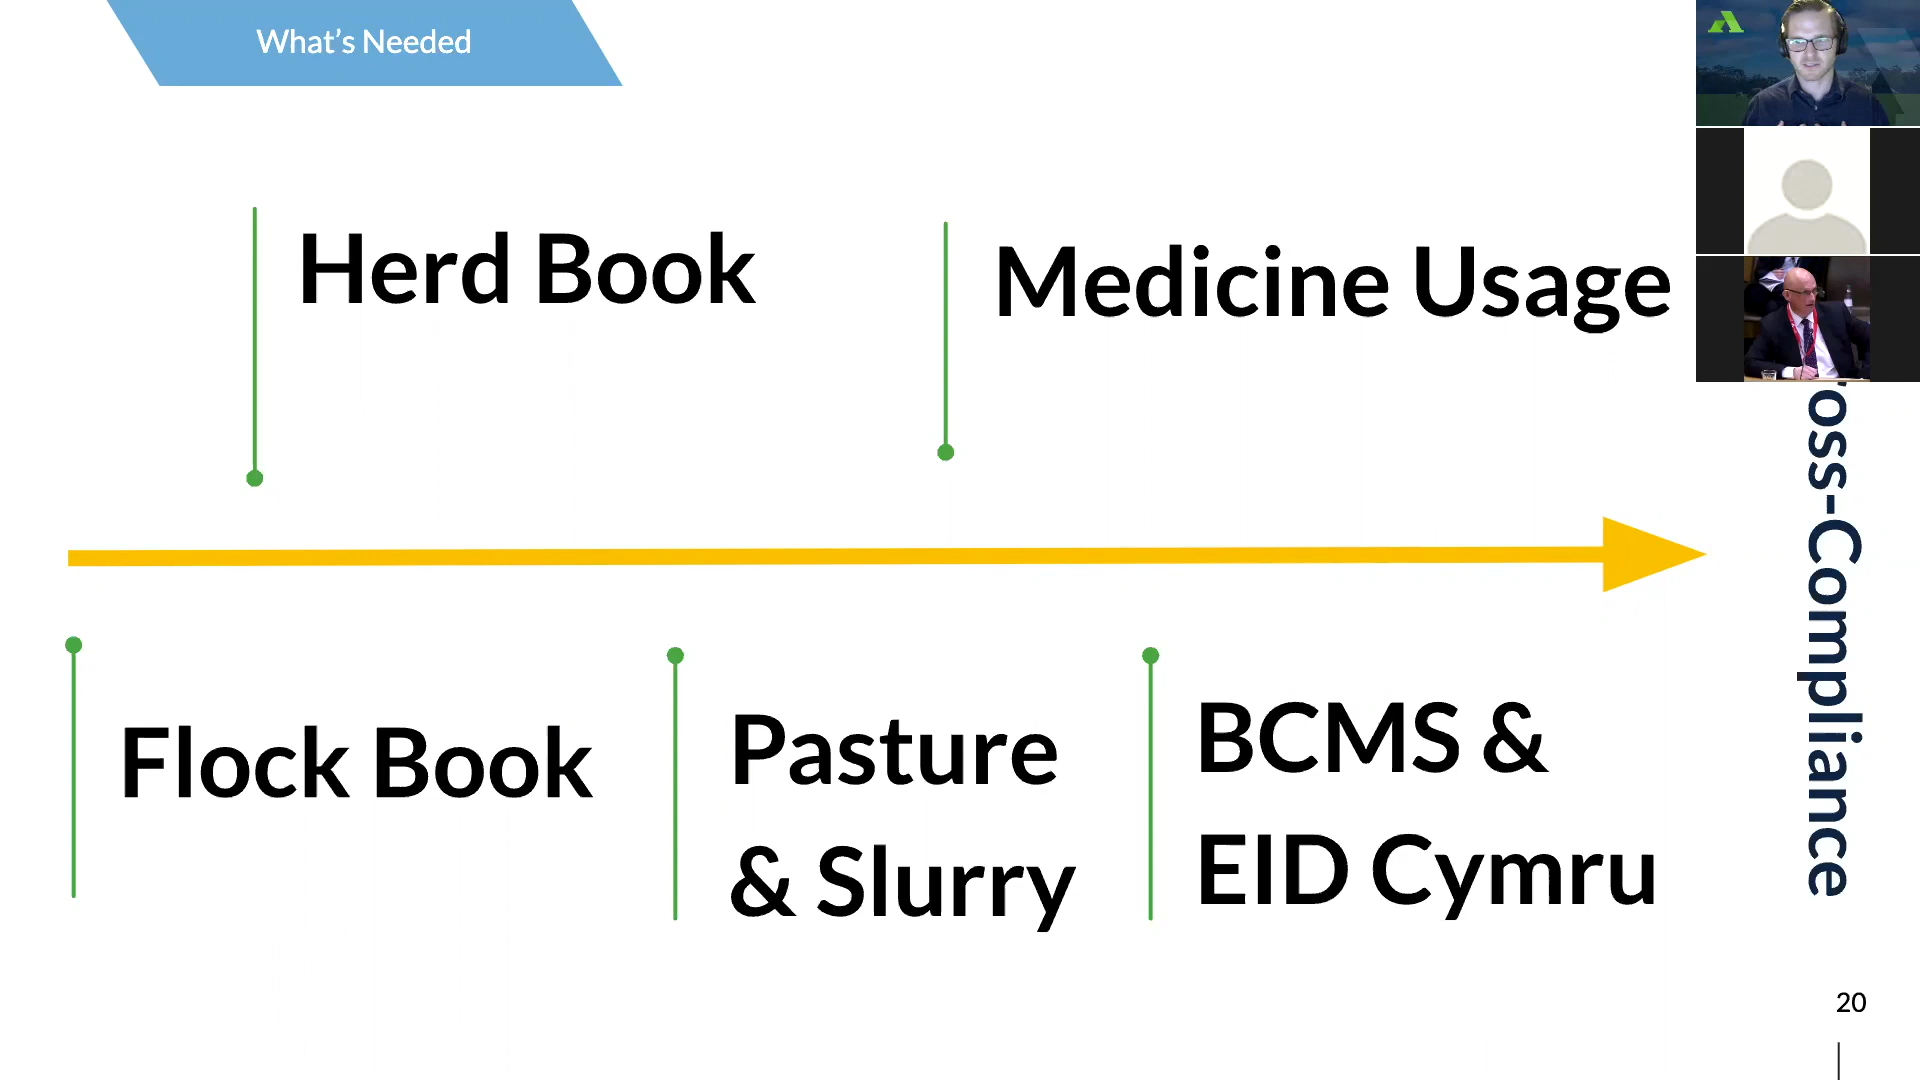 What's Needed
Herd Book
Medicine Usage
Flock Book
Pasture
& Slurry
BCMS &
EID Cymru
oss-Compliance
20